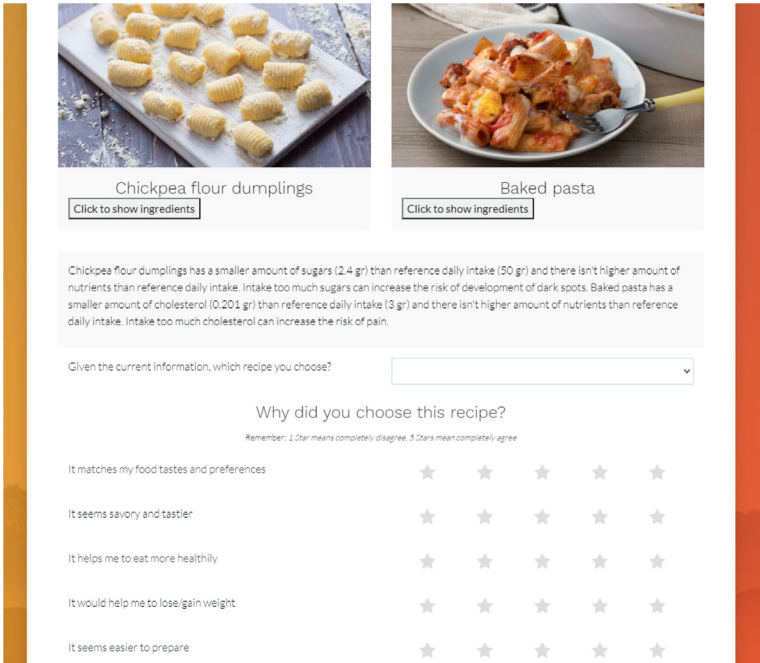 Chickpea flour dumplings
Click to show ingredients
Baked pasta
Click to show ingredients
Chickpea flour dumplings has a smaller amount of sugars (2.4 gr) than reference daily intake (50 gr) and there isn't higher amount of
nutrients than reference daily intake. Intake too much sugars can increase the risk of development of dark spots. Baked pasta has a
smaller amount of cholesterol (0.201 gr) than reference daily intake (3 gr) and there isn't higher amount of nutrients than reference
daily intake. Intake too much cholesterol can increase the risk of pain.
Given the current information, which recipe you choose?
Why did you choose this recipe?
Remember: 1 Star means completely disagree, 5 Stars mean completely agree
It matches my food tastes and preferences
It seems savory and tastier
It helps me to eat more healthily
It would help me to lose/gain weight
It seems easier to prepare